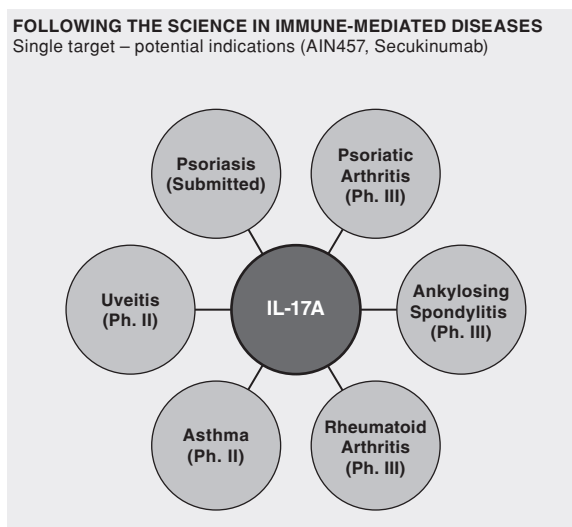 FOLLOWING THE SCIENCE IN IMMUNE-MEDIATED DISEASES
Single target – potential indications (AIN457, Secukinumab)
Psoriasis
(Submitted)
Psoriatic
Arthritis
(Ph. III)
Uveitis
(Ph. II)
IL-17A
Ankylosing
Spondylitis
(Ph. III)
Asthma
(Ph. II)
Rheumatoid
Arthritis
(Ph. III)